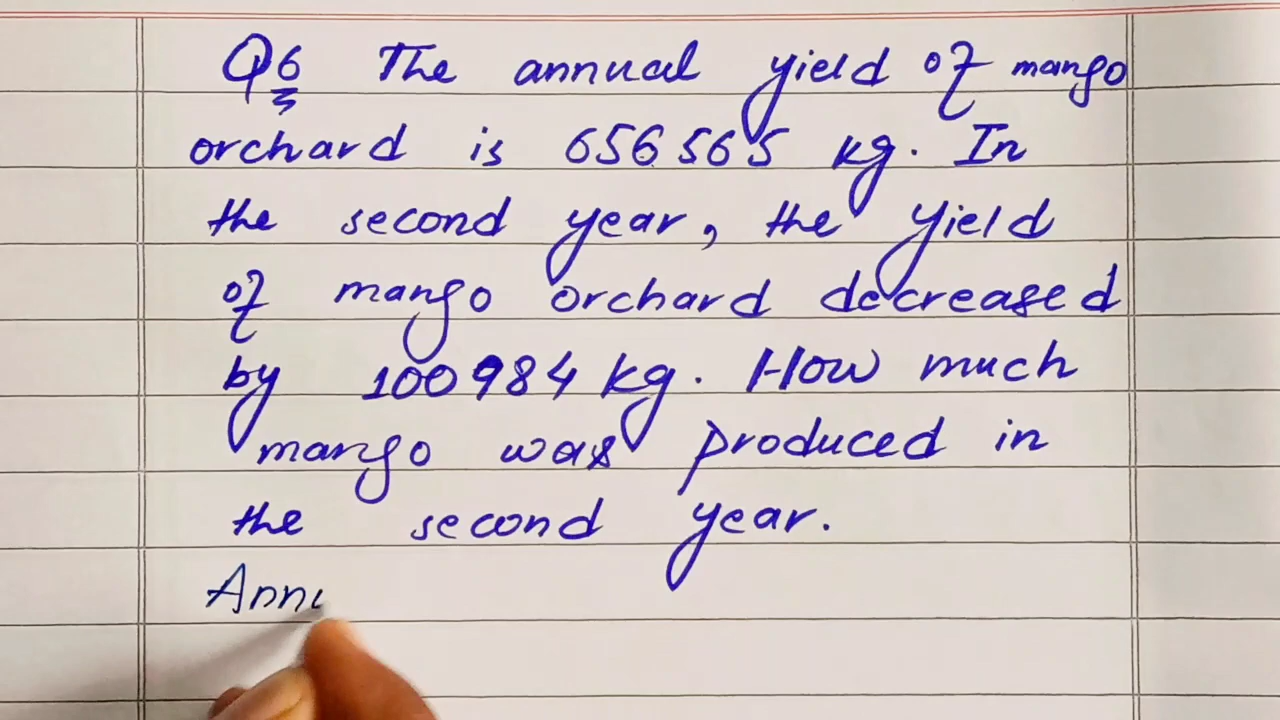 Q6 The annual yield of mango
orchard is 656565 kg. In
the second year, the yield
of mango orchard decreased
by 100984 kg. How much
mango was produced in
the second year.
Annu